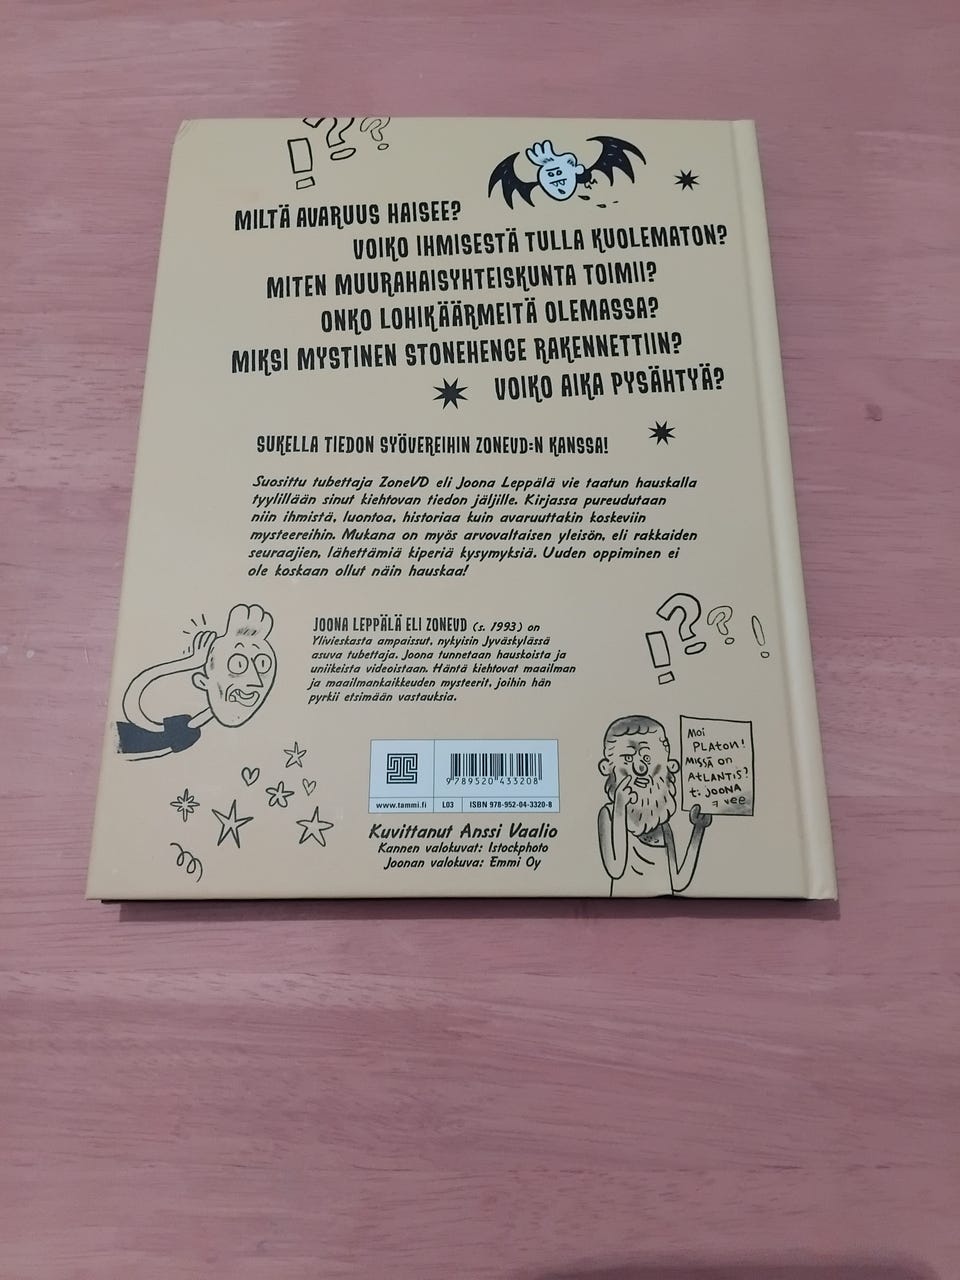 !??
MILTÄ AVARUUS HAISEE?
VOIKO IHMISESTÄ TULLA KUOLEMATON?
MITEN MUURAHAISYHTEISKUNTA TOIMII?
ONKO LOHIKÄÄRMEITÄ OLEMASSA?
MIKSI MYSTINEN STONEHENGE RAKENNETTIIN?
VOIKO AIKA PYSÄHTYÄ?
SUKELLA TIEDON SYÖVEREIHIN ZONEVD:N KANSSA!
Suosittu tubettaja ZoneVD eli Joona Leppälä vie taatun hauskalla
tyylillään sinut kiehtovan tiedon jäljille. Kirjassa pureudutaan
niin ihmistä, luontoa, historiaa kuin avaruuttakin koskeviin
mysteereihin. Mukana on myös arvovaltaisen yleisön, eli rakkaiden
seuraajien, lähettämiä kiperiä kysymyksiä. Uuden oppiminen ei
ole koskaan ollut näin hauskaa!
JOONA LEPPÄLÄ ELI ZONEVD (s. 1993) on
Ylivieskasta ampaissut, nykyisin Jyväskylässä
asuva tubettaja. Joona tunnetaan hauskoista ja
uniikeista videoistaan. Häntä kiehtovat maailman
ja maailmankaikkeuden mysteerit, joihin hän
pyrkii etsimään vastauksia.
!??!
Moi
PLATON!
MISSÄ ON
ATLANTIS?
T: JOONA
7 vee
9 789520 433208
www.tammi.fi L03 ISBN 978-952-04-3320-8
Kuvittanut Anssi Vaalio
Kannen valokuvat: Istockphoto
Joonan valokuva: Emmi Oy